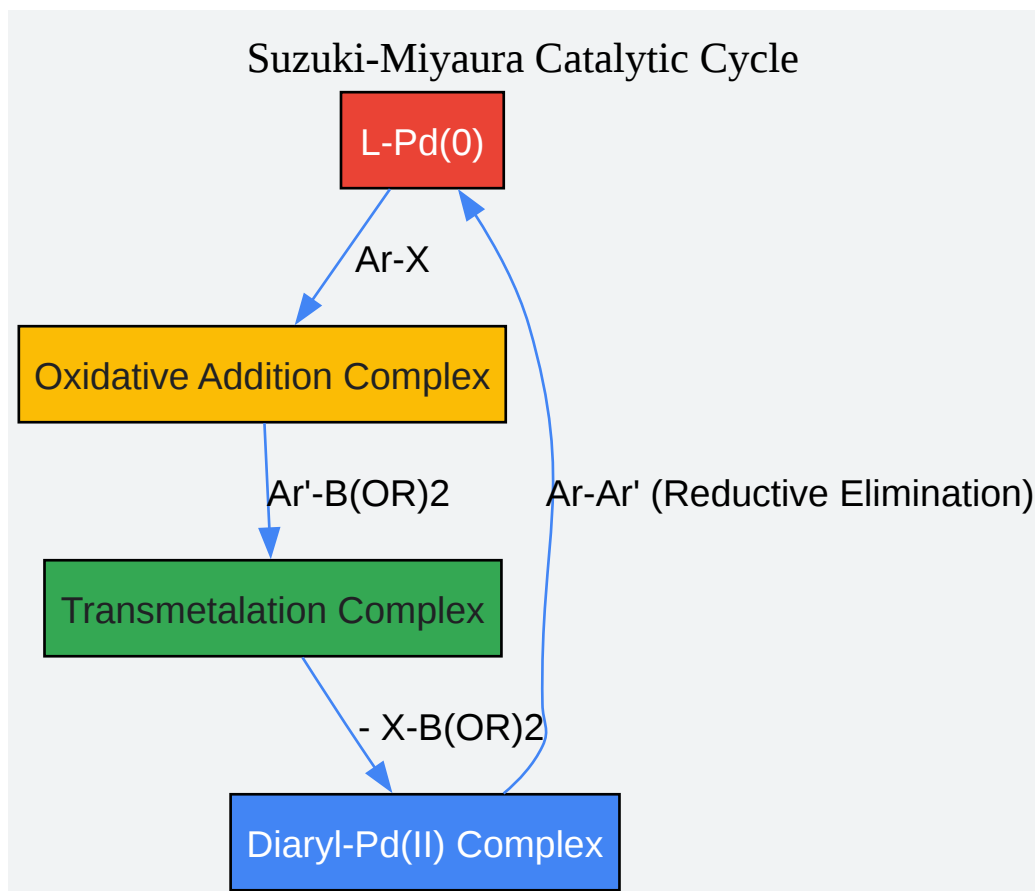 Suzuki-Miyaura Catalytic Cycle
L-Pd(0)
Ar-X
Oxidative Addition Complex
Ar'-B(OR)2
Ar-Ar' (Reductive Elimination)
Transmetalation Complex
- X-B(OR)2
Diaryl-Pd(II) Complex